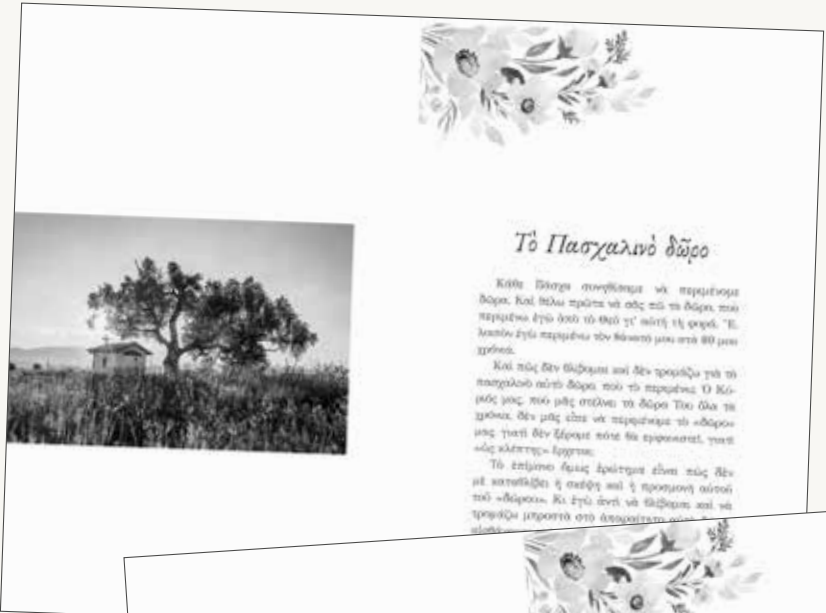 Τὸ Πασχαλινὸ δῶρο
Κάθε Πάσχα συνηθίσαμε νὰ περιμένομε
δῶρα. Καὶ θέλω πρῶτα νὰ σᾶς πῶ τὸ δῶρο, ποὺ
περιμένω ἐγὼ ἀπὸ τὸ Θεὸ γι' αὐτὴ τὴ φορά. Ἔ,
λοιπὸν ἐγὼ περιμένω τὸν θάνατό μου στὰ 80 μου
χρόνια.
Καὶ πῶς δὲν θλίβομαι καὶ δὲν τρομάζω γιὰ τὸ
πασχαλινὸ αὐτὸ δῶρο, ποὺ τὸ περιμένω; Ὁ Κύ-
ριός μας, ποὺ μᾶς στέλνει τὰ δῶρα Του ὅλα τὰ
χρόνια, δὲν μᾶς εἶπε νὰ περιμένομε τὸ «δῶρο»
μας, γιατὶ δὲν ξέρομε πότε θὰ ἐμφανιστεῖ, γιατὶ
«ὡς κλέπτης» ἔρχεται;
Τὸ ἐπίμονο ὅμως ἐρώτημα εἶναι πῶς δὲν
μὲ καταθλίβει ἡ σκέψη καὶ ἡ προσμονὴ αὐτοῦ
τοῦ «δώρου». Κι ἐγὼ ἀντὶ νὰ θλίβομαι καὶ νὰ
τρομάζω μπροστὰ στὸ ἀπαραίτητο αὐτὸ